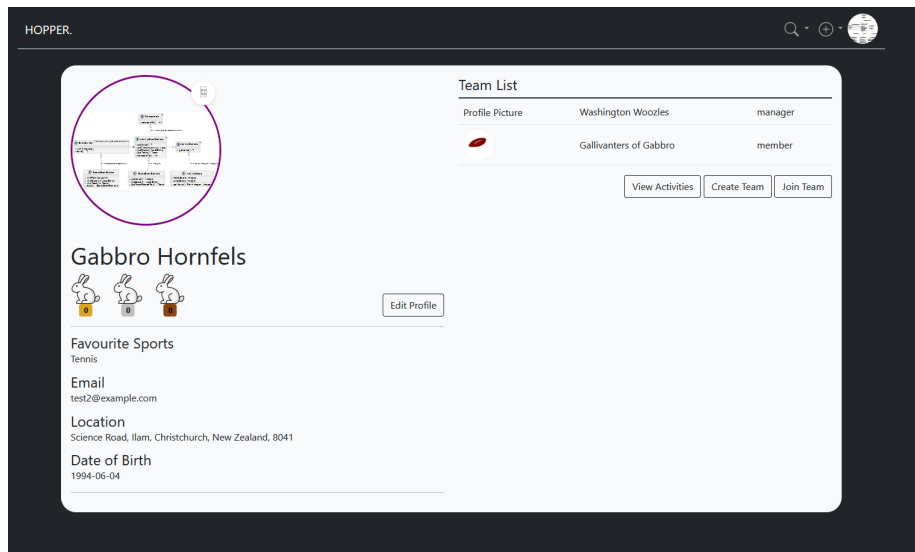 HOPPER.
Gabbro Hornfels
0 0 0
Edit Profile
Favourite Sports
Tennis
Email
test2@example.com
Location
Science Road, Ilam, Christchurch, New Zealand, 8041
Date of Birth
1994-06-04
Team List
Profile Picture Washington Woozles manager
Gallivanters of Gabbro member
View Activities Create Team Join Team